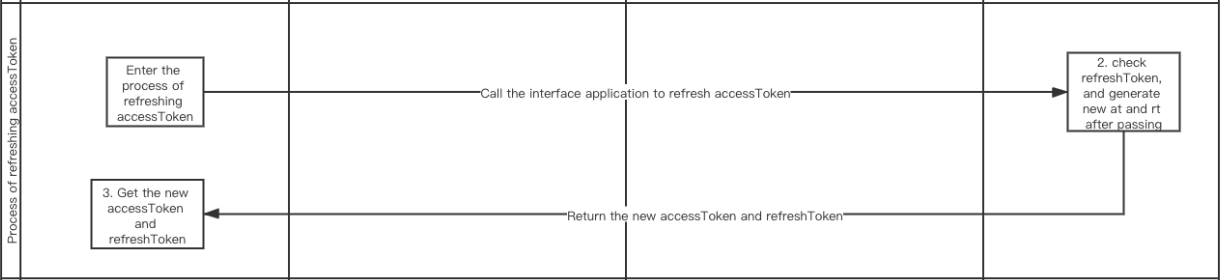 Process of refreshing accessToken
Enter the
process of
refreshing
accessToken
Call the interface application to refresh accessToken
2. check
refreshToken,
and generate
new at and rt
after passing
3. Get the new
accessToken
and
refreshToken
Return the new accessToken and refreshToken